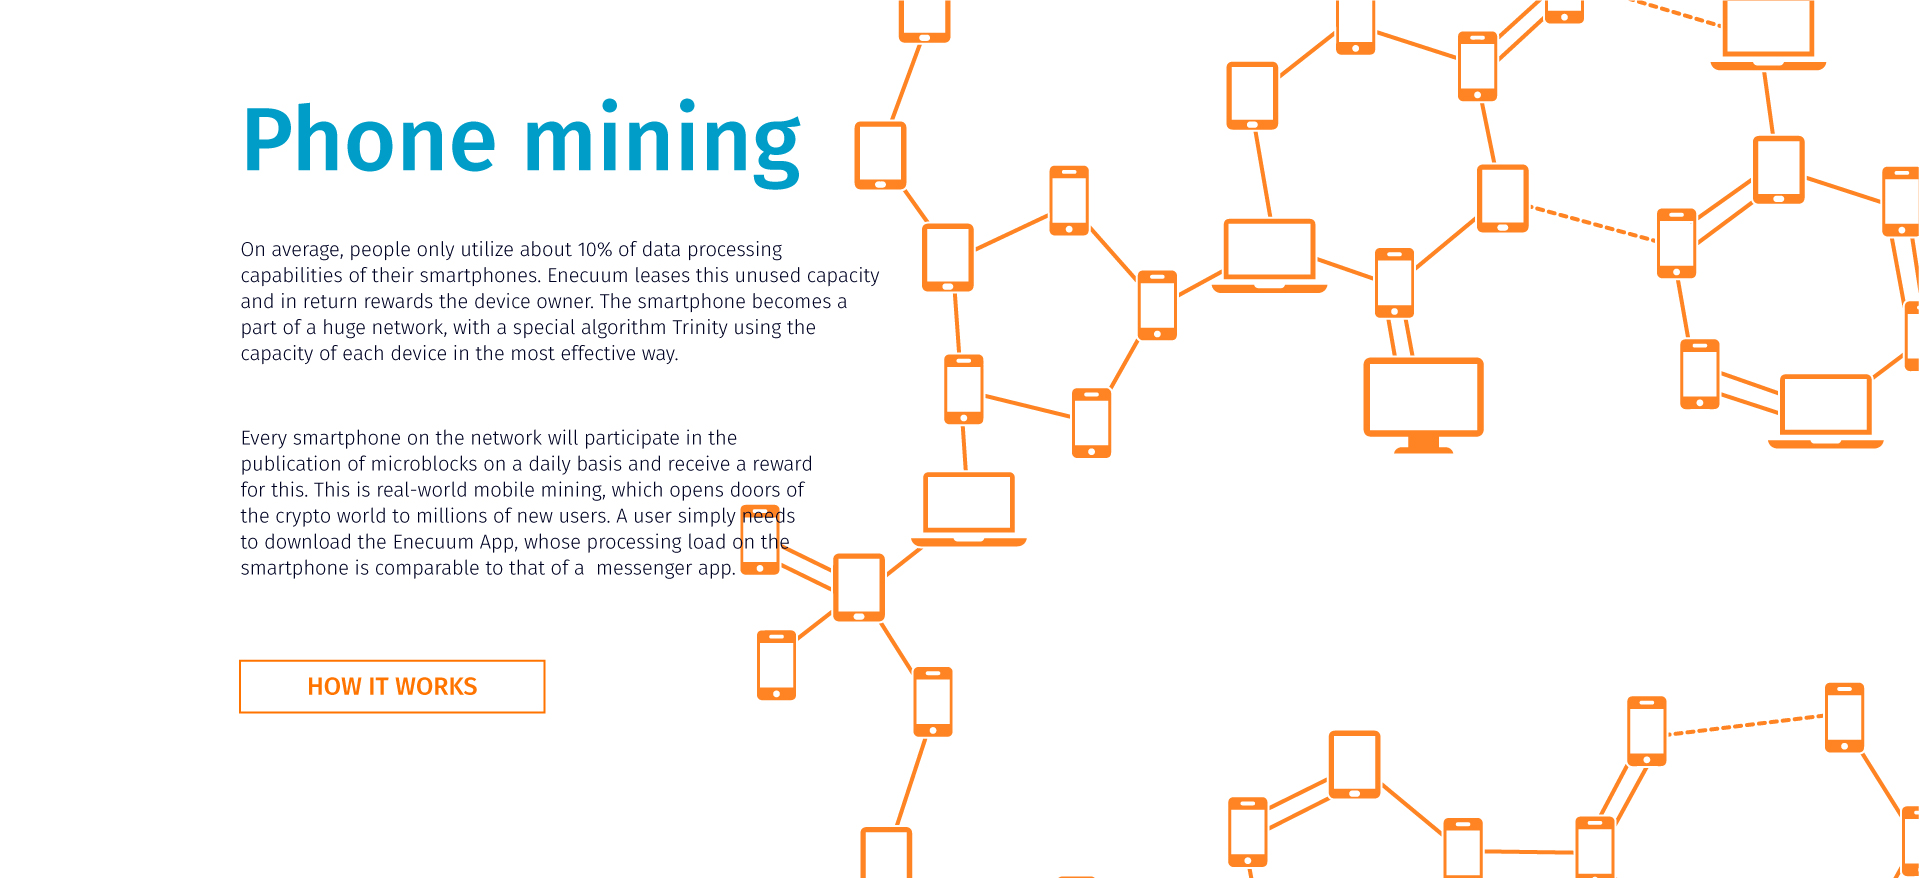 Phone mining
On average, people only utilize about 10% of data processing
capabilities of their smartphones. Enecuum leases this unused capacity
and in return rewards the device owner. The smartphone becomes a
part of a huge network, with a special algorithm Trinity using the
capacity of each device in the most effective way.
Every smartphone on the network will participate in the
publication of microblocks on a daily basis and receive a reward
for this. This is real-world mobile mining, which opens doors of
the crypto world to millions of new users. A user simply needs
to download the Enecuum App, whose processing load on the
smartphone is comparable to that of a  messenger app.
HOW IT WORKS